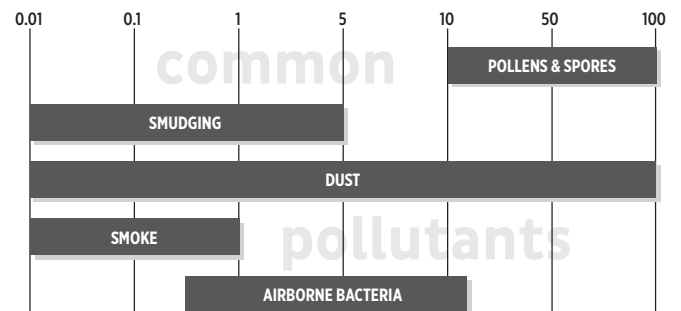 0.01 0.1 1 5 10 50 100
common
POLLENS & SPORES
SMUDGING
DUST
SMOKE
pollutants
AIRBORNE BACTERIA